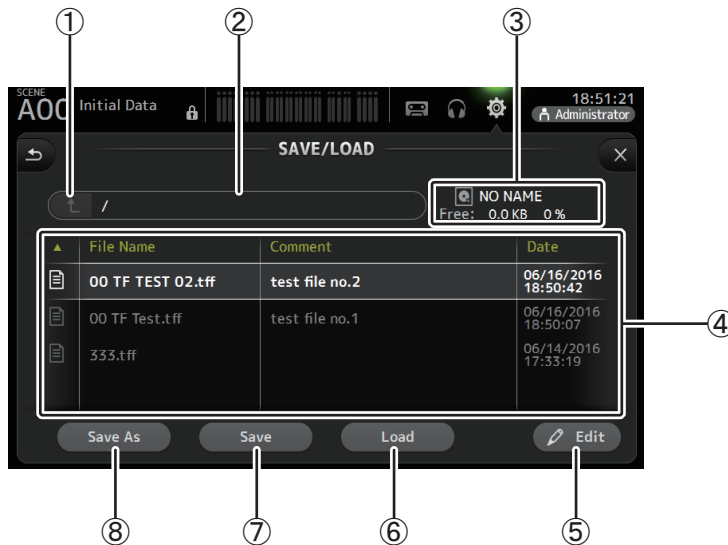 ① ② ③
SCENE
A00 Initial Data
18:51:21
Administrator
SAVE/LOAD
/
NO NAME
Free: 0.0 KB 0 %
▲ File Name Comment Date
00 TF TEST 02.tff test file no.2 06/16/2016 18:50:42
00 TF Test.tff test file no.1 06/16/2016 18:50:07
333.tff 06/14/2016 17:33:19
④
Save As Save Load Edit
⑧ ⑦ ⑥ ⑤